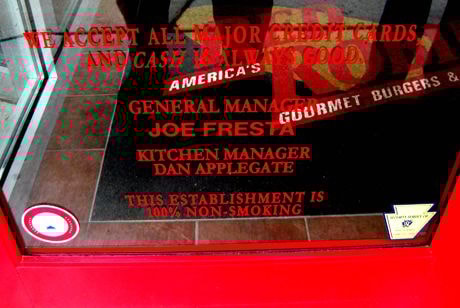 WE ACCEPT ALL MAJOR CREDIT CARDS,
AND CASH IS ALWAYS GOOD.
AMERICA'S
GOURMET BURGERS &
GENERAL MANAGER
JOE FRESTA
KITCHEN MANAGER
DAN APPLEGATE
THIS ESTABLISHMENT IS
100% NON-SMOKING